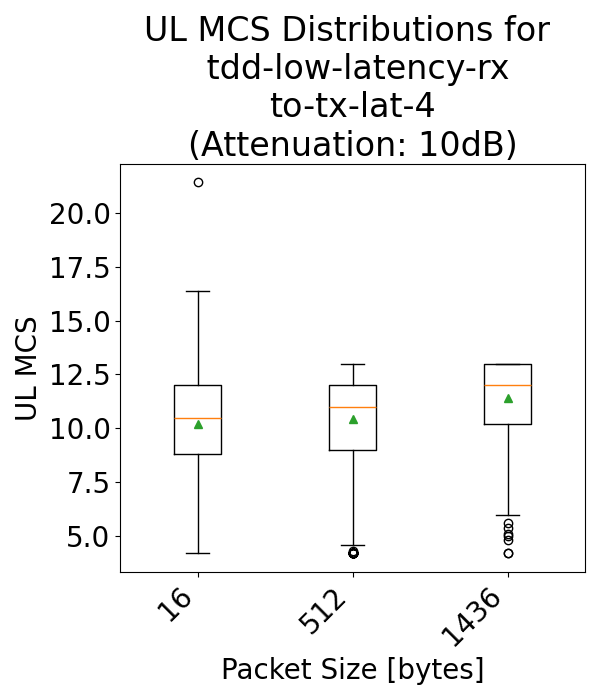 UL MCS Distributions for
tdd-low-latency-rx
to-tx-lat-4
(Attenuation: 10dB)
20.0
17.5
15.0
12.5
10.0
7.5
5.0
UL MCS
16
512
1436
Packet Size [bytes]